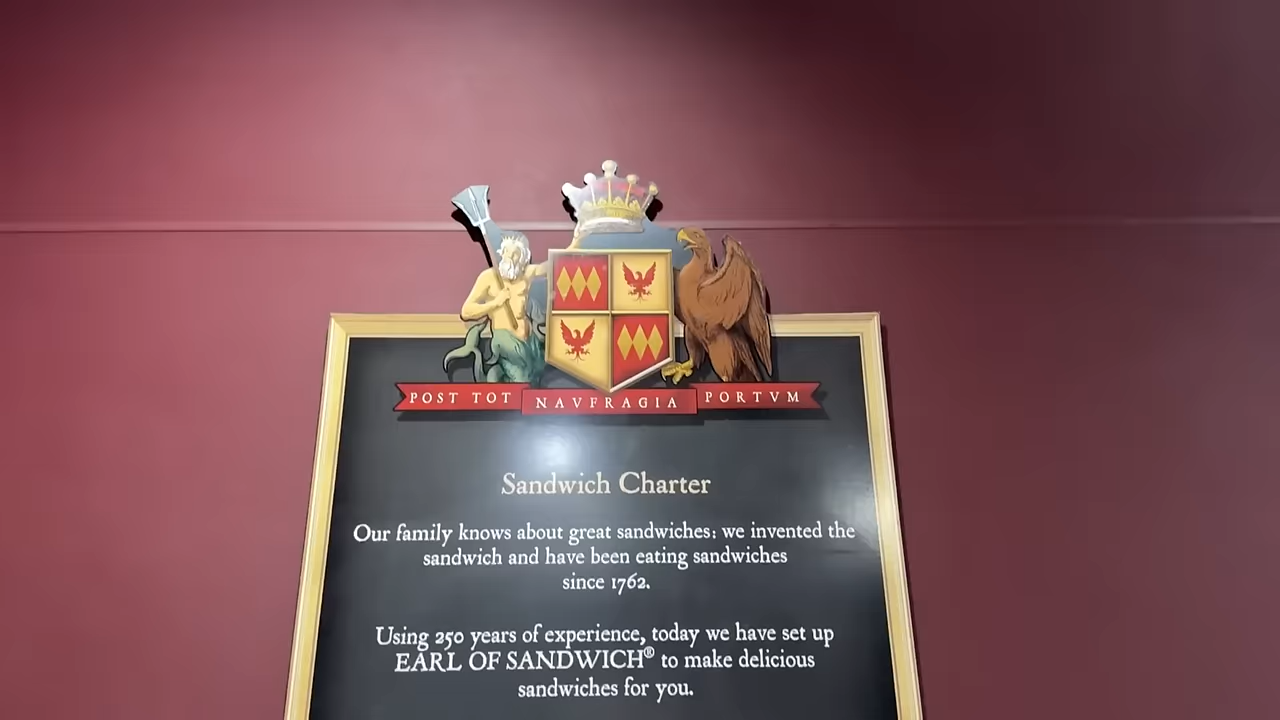 POST TOT NAVFRAGIA PORTVM
Sandwich Charter
Our family knows about great sandwiches: we invented the
sandwich and have been eating sandwiches
since 1762.
Using 250 years of experience, today we have set up
EARL OF SANDWICH® to make delicious
sandwiches for you.